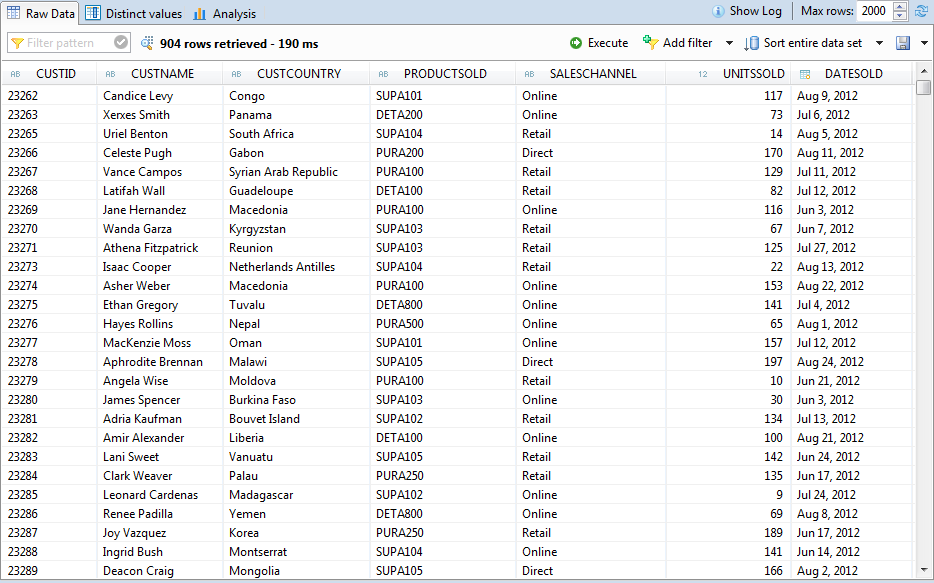 Raw Data Distinct values Analysis Show Log Max rows: 2000
Filter pattern 904 rows retrieved - 190 ms Execute Add filter Sort entire data set
AB CUSTID AB CUSTNAME AB CUSTCOUNTRY AB PRODUCTSOLD AB SALESCHANNEL 12 UNITSSOLD DATESOLD
23262 Candice Levy Congo SUPA101 Online 117 Aug 9, 2012
23263 Xerxes Smith Panama DETA200 Online 73 Jul 6, 2012
23265 Uriel Benton South Africa SUPA104 Retail 14 Aug 5, 2012
23266 Celeste Pugh Gabon PURA200 Direct 170 Aug 11, 2012
23267 Vance Campos Syrian Arab Republic PURA100 Retail 129 Jul 11, 2012
23268 Latifah Wall Guadeloupe DETA100 Retail 82 Jul 12, 2012
23269 Jane Hernandez Macedonia PURA100 Online 116 Jun 3, 2012
23270 Wanda Garza Kyrgyzstan SUPA103 Retail 67 Jun 7, 2012
23271 Athena Fitzpatrick Reunion SUPA103 Retail 125 Jul 27, 2012
23273 Isaac Cooper Netherlands Antilles SUPA104 Retail 22 Aug 13, 2012
23274 Asher Weber Macedonia PURA100 Online 153 Aug 22, 2012
23275 Ethan Gregory Tuvalu DETA800 Online 141 Jul 4, 2012
23276 Hayes Rollins Nepal PURA500 Online 65 Aug 1, 2012
23277 MacKenzie Moss Oman SUPA101 Online 157 Jul 12, 2012
23278 Aphrodite Brennan Malawi SUPA105 Direct 197 Aug 24, 2012
23279 Angela Wise Moldova PURA100 Retail 10 Jun 21, 2012
23280 James Spencer Burkina Faso SUPA103 Online 30 Jun 3, 2012
23281 Adria Kaufman Bouvet Island SUPA102 Retail 134 Jul 13, 2012
23282 Amir Alexander Liberia DETA100 Online 100 Aug 21, 2012
23283 Lani Sweet Vanuatu SUPA105 Retail 142 Jun 24, 2012
23284 Clark Weaver Palau PURA250 Retail 135 Jun 17, 2012
23285 Leonard Cardenas Madagascar SUPA102 Online 9 Jul 24, 2012
23286 Renee Padilla Yemen DETA800 Online 69 Aug 8, 2012
23287 Joy Vazquez Korea PURA250 Retail 189 Jun 17, 2012
23288 Ingrid Bush Montserrat SUPA104 Online 141 Jun 14, 2012
23289 Deacon Craig Mongolia SUPA105 Direct 166 Aug 2, 2012